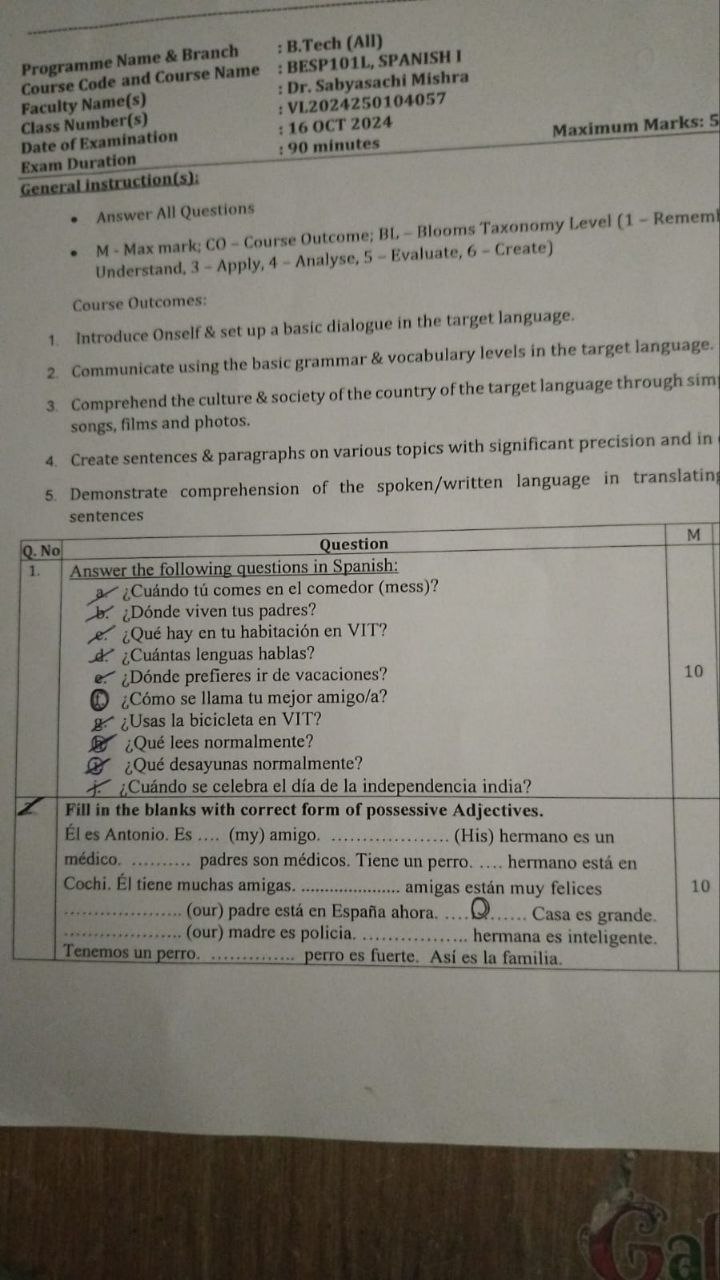 Programme Name & Branch : B.Tech (All)
Course Code and Course Name : BESP101L, SPANISH I
Faculty Name(s) : Dr. Sabyasachi Mishra
Class Number(s) : VL2024250104057
Date of Examination : 16 OCT 2024
Exam Duration : 90 minutes Maximum Marks: 5
General instruction(s):
• Answer All Questions
• M - Max mark; CO – Course Outcome; BL – Blooms Taxonomy Level (1 – Rememb
Understand, 3 – Apply, 4 – Analyse, 5 – Evaluate, 6 – Create)
Course Outcomes:
1. Introduce Onself & set up a basic dialogue in the target language.
2. Communicate using the basic grammar & vocabulary levels in the target language.
3. Comprehend the culture & society of the country of the target language through simp
songs, films and photos.
4. Create sentences & paragraphs on various topics with significant precision and in
5. Demonstrate comprehension of the spoken/written language in translating
sentences
Q. No Question M
1. Answer the following questions in Spanish:
a. ¿Cuándo tú comes en el comedor (mess)?
b. ¿Dónde viven tus padres?
c. ¿Qué hay en tu habitación en VIT?
d. ¿Cuántas lenguas hablas?
e. ¿Dónde prefieres ir de vacaciones? 10
f. ¿Cómo se llama tu mejor amigo/a?
g. ¿Usas la bicicleta en VIT?
h. ¿Qué lees normalmente?
i. ¿Qué desayunas normalmente?
j. ¿Cuándo se celebra el día de la independencia india?
2 Fill in the blanks with correct form of possessive Adjectives.
Él es Antonio. Es .... (my) amigo. .................... (His) hermano es un
médico. .......... padres son médicos. Tiene un perro. .... hermano está en
Cochi. Él tiene muchas amigas. ..................... amigas están muy felices 10
.................... (our) padre está en España ahora. .............. Casa es grande.
.................... (our) madre es policia. .................. hermana es inteligente.
Tenemos un perro. .............. perro es fuerte. Así es la familia.
Gal